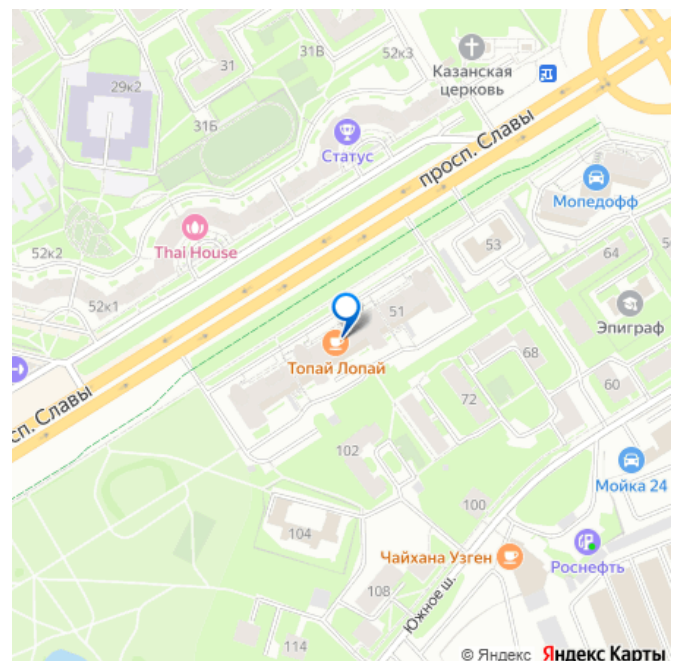 31
31В
52к3
Казанская
церковь
29к2
31Б
Статус
просп. Славы
Мопедофф
Thai House
53
64
52к2
52к1
51
Эпиграф
Топай Лопай
68
60
72
сп. Славы
102
Мойка 24
100
104
Чайхана Узген
Роснефть
108
Южное ш.
114
© Яндекс Яндекс Карты